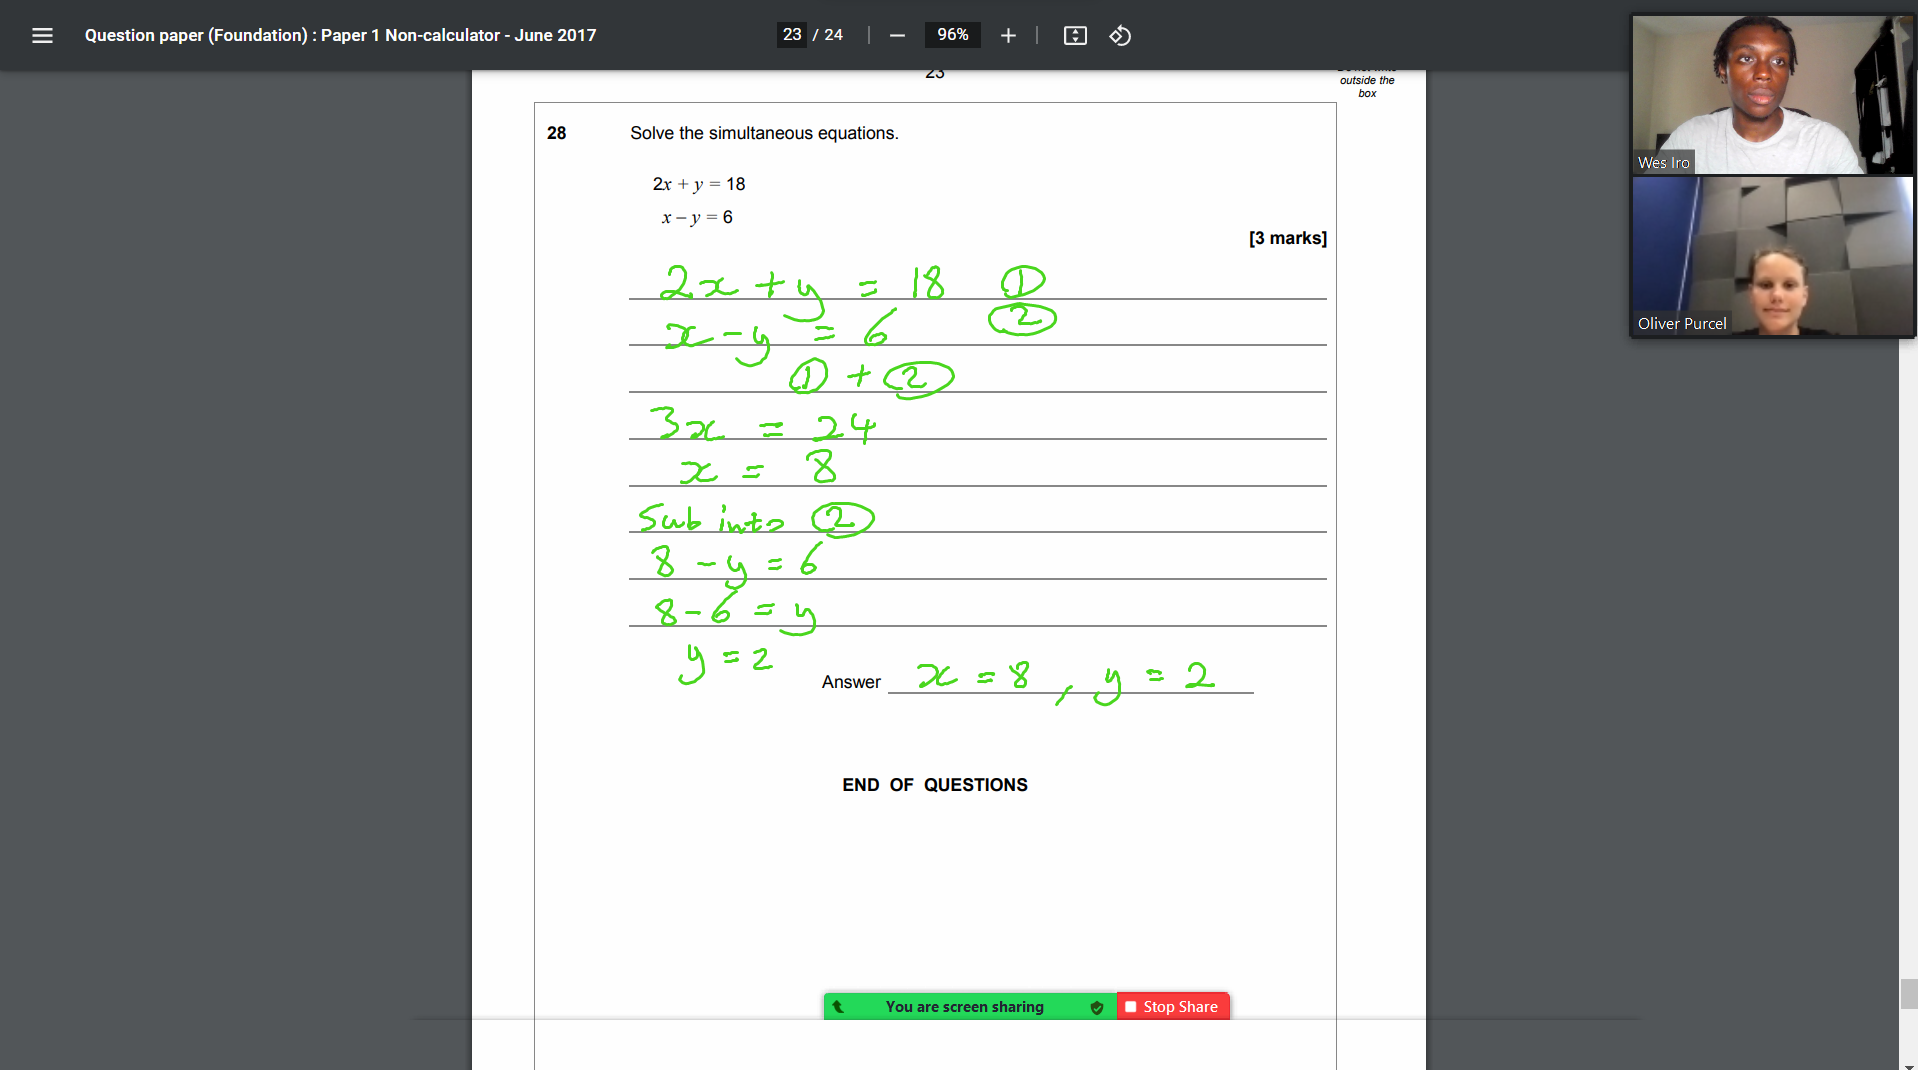 Question paper (Foundation) : Paper 1 Non-calculator - June 2017
23 / 24
96%
23
outside the
box
28 Solve the simultaneous equations.
2x + y = 18
x – y = 6
[3 marks]
2x + y = 18 ①
x - y = 6 ②
① + ②
3x = 24
x = 8
Sub into ②
8 - y = 6
8 - 6 = y
y = 2
Answer x = 8 , y = 2
END OF QUESTIONS
You are screen sharing
Stop Share
Wes Iro
Oliver Purcel